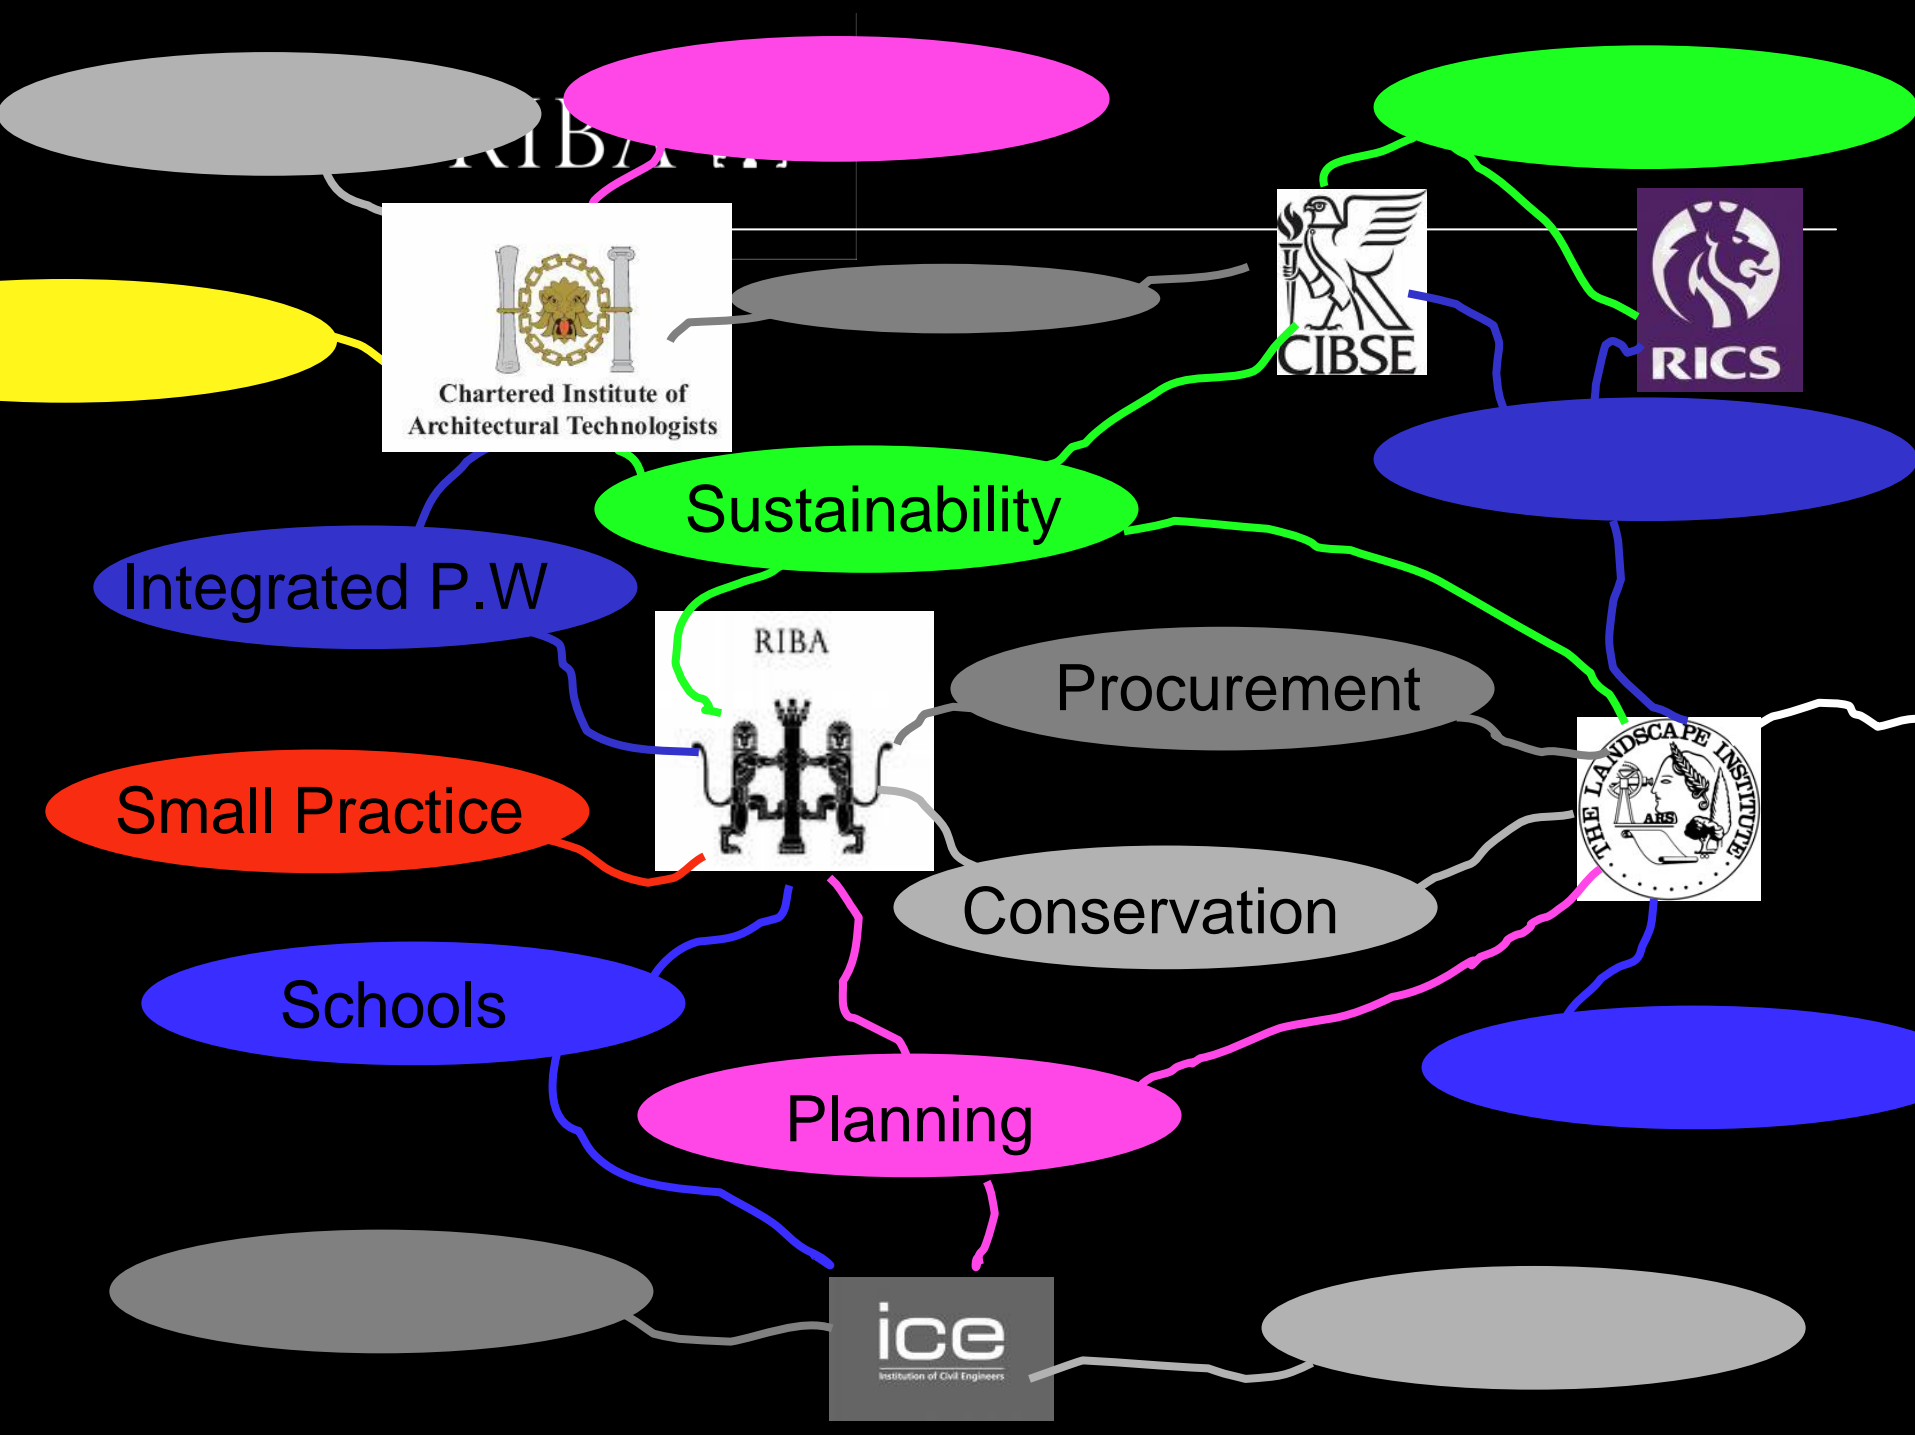 RIBA
CIBSE
RICS
Chartered Institute of
Architectural Technologists
Sustainability
Integrated P.W
RIBA
Procurement
THE LANDSCAPE INSTITUTE
ARS
Small Practice
Conservation
Schools
Planning
ice
Institution of Civil Engineers